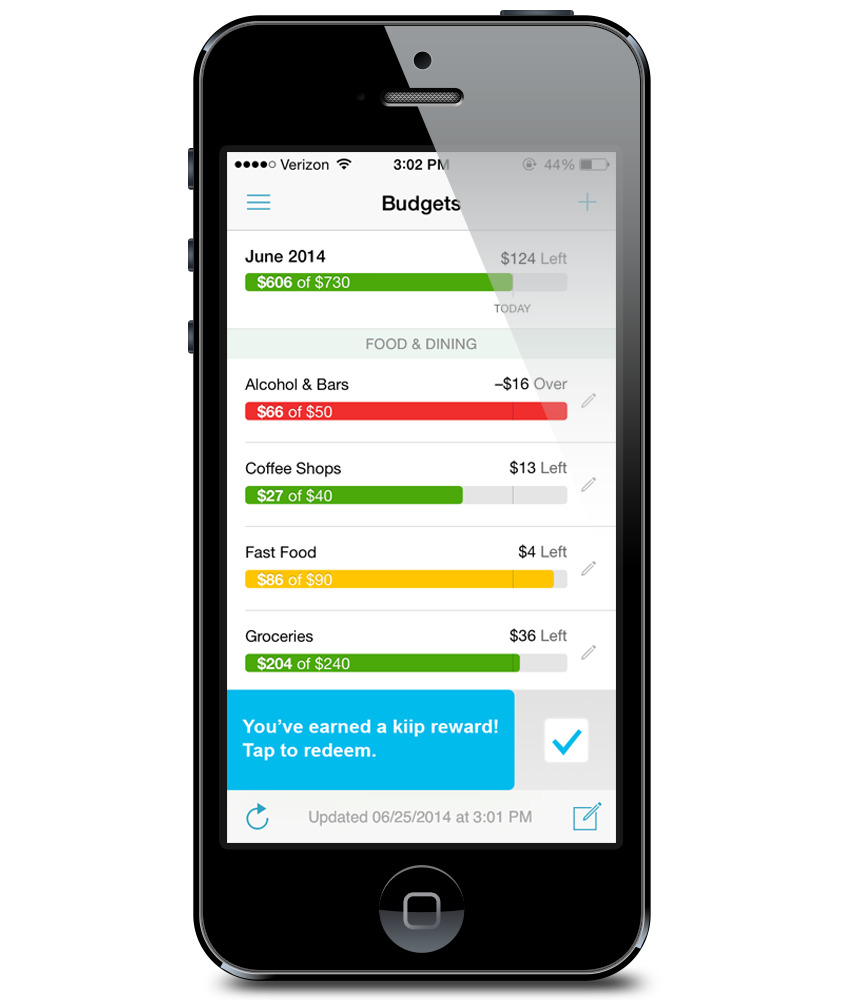 Verizon 3:02 PM 44%
Budgets
June 2014 $124 Left
$606 of $730
TODAY
FOOD & DINING
Alcohol & Bars –$16 Over
$66 of $50
Coffee Shops $13 Left
$27 of $40
Fast Food $4 Left
$86 of $90
Groceries $36 Left
$204 of $240
You’ve earned a kiip reward!
Tap to redeem.
Updated 06/25/2014 at 3:01 PM